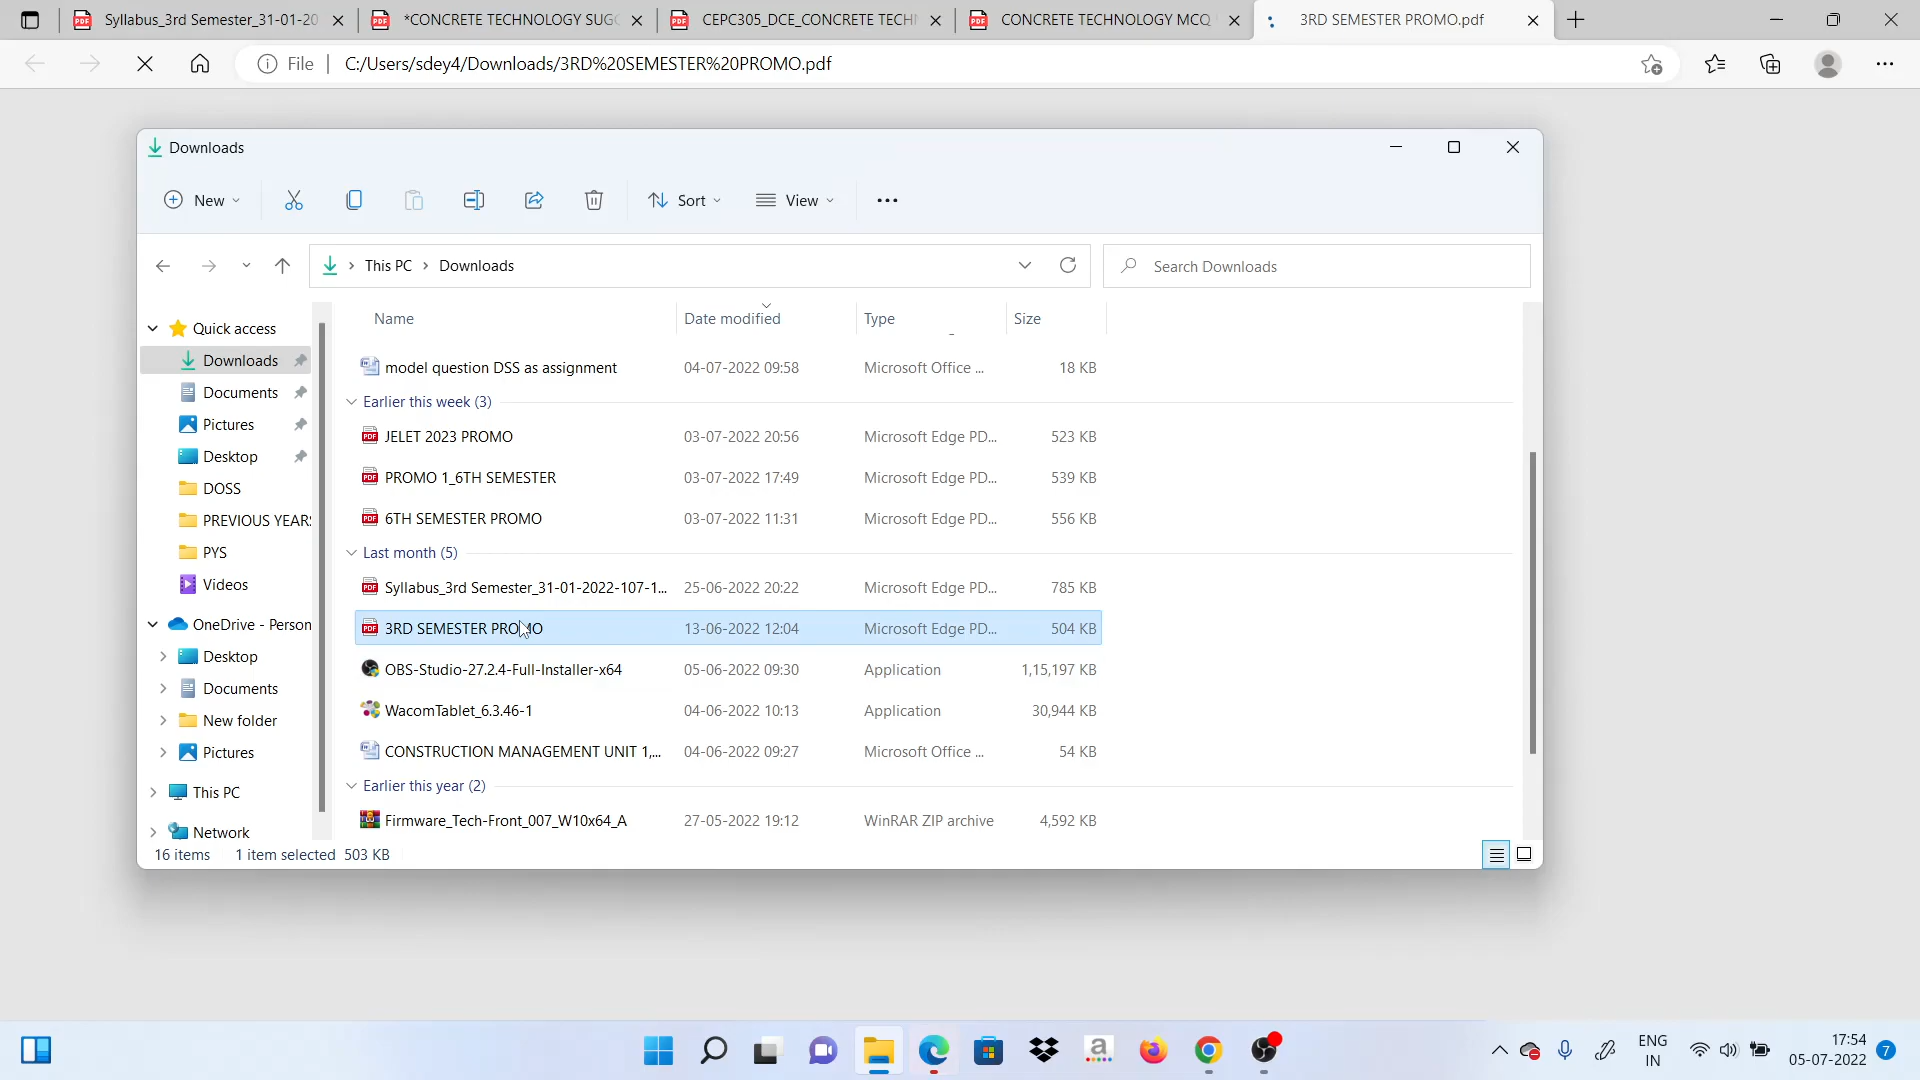 Syllabus_3rd Semester_31-01-20
*CONCRETE TECHNOLOGY SUGG
CEPC305_DCE_CONCRETE TECH
CONCRETE TECHNOLOGY MCQ
3RD SEMESTER PROMO.pdf
File
C:/Users/sdey4/Downloads/3RD%20SEMESTER%20PROMO.pdf
Downloads
New
Sort
View
This PC > Downloads
Search Downloads
Quick access
Downloads
Documents
Pictures
Desktop
DOSS
PREVIOUS YEAR
PYS
Videos
OneDrive - Person
Desktop
Documents
New folder
Pictures
This PC
Network
Name Date modified Type Size
model question DSS as assignment 04-07-2022 09:58 Microsoft Office ... 18 KB
Earlier this week (3)
JELET 2023 PROMO 03-07-2022 20:56 Microsoft Edge PD... 523 KB
PROMO 1_6TH SEMESTER 03-07-2022 17:49 Microsoft Edge PD... 539 KB
6TH SEMESTER PROMO 03-07-2022 11:31 Microsoft Edge PD... 556 KB
Last month (5)
Syllabus_3rd Semester_31-01-2022-107-1... 25-06-2022 20:22 Microsoft Edge PD... 785 KB
3RD SEMESTER PROMO 13-06-2022 12:04 Microsoft Edge PD... 504 KB
OBS-Studio-27.2.4-Full-Installer-x64 05-06-2022 09:30 Application 1,15,197 KB
WacomTablet_6.3.46-1 04-06-2022 10:13 Application 30,944 KB
CONSTRUCTION MANAGEMENT UNIT 1,... 04-06-2022 09:27 Microsoft Office ... 54 KB
Earlier this year (2)
Firmware_Tech-Front_007_W10x64_A 27-05-2022 19:12 WinRAR ZIP archive 4,592 KB
16 items 1 item selected 503 KB
ENG
IN
17:54
05-07-2022
7